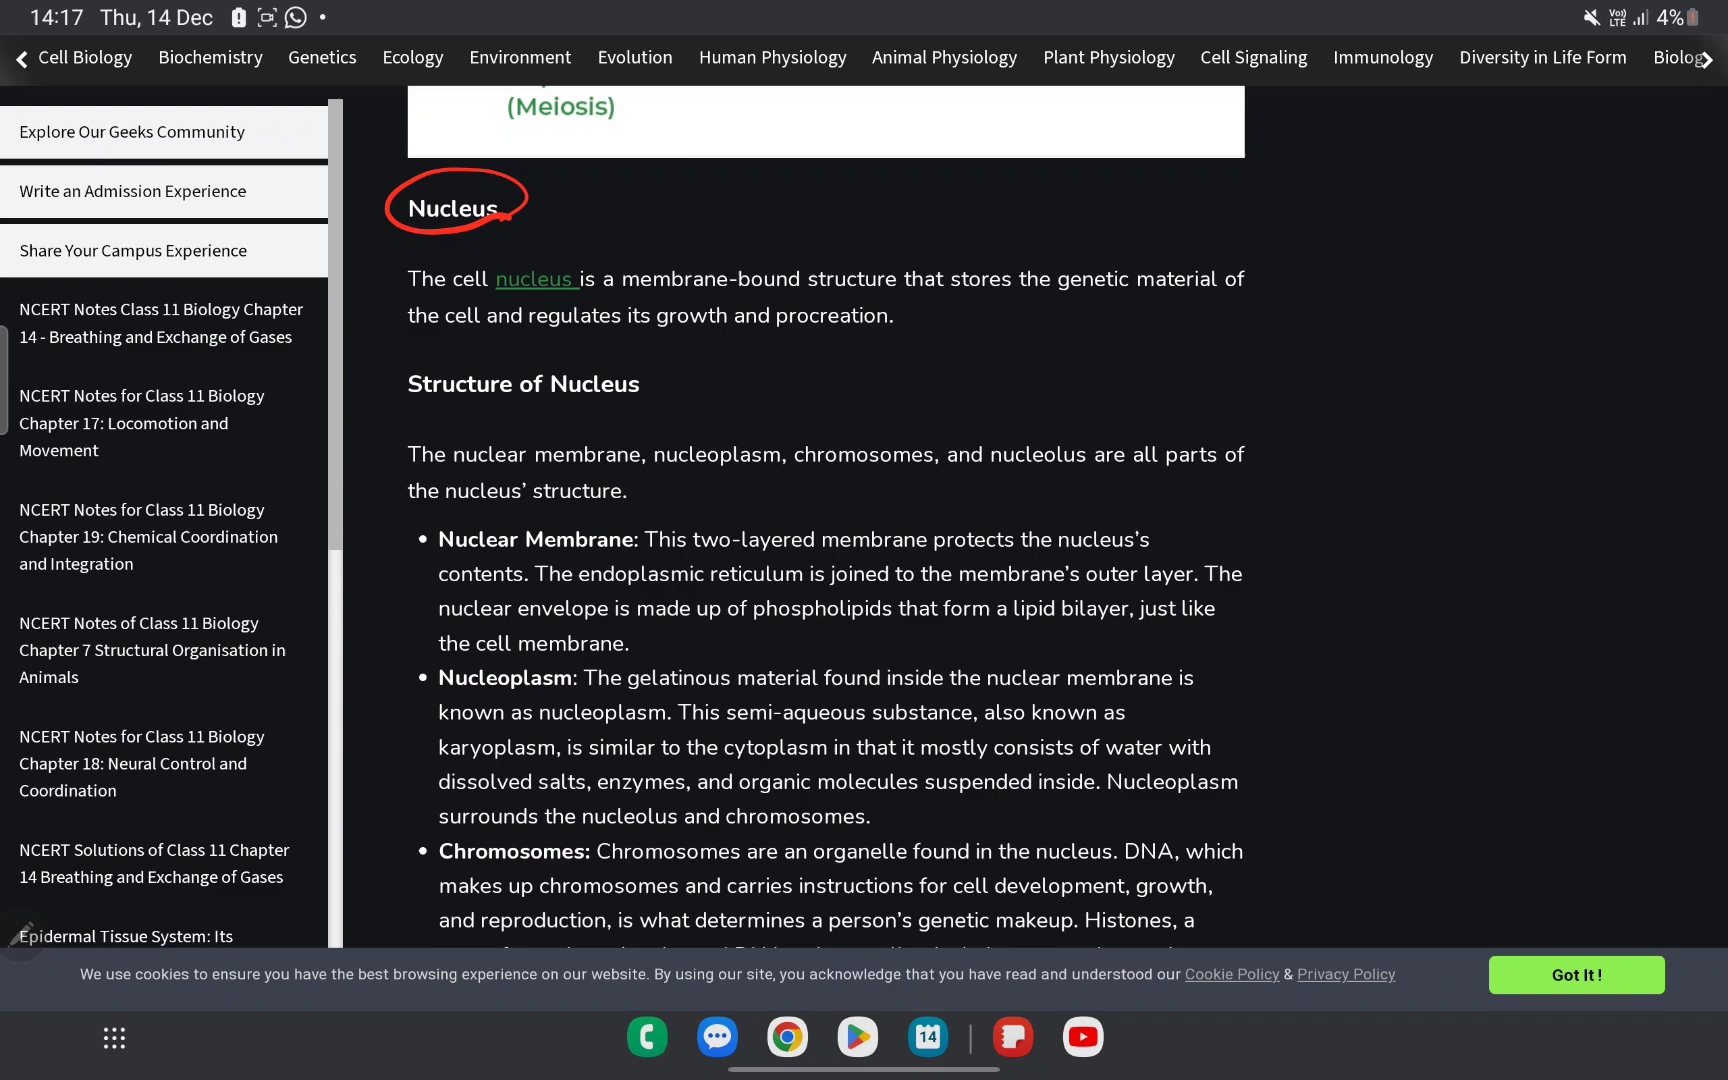 14:17 Thu, 14 Dec
Vo)) LTE 4%
Cell Biology Biochemistry Genetics Ecology Environment Evolution Human Physiology Animal Physiology Plant Physiology Cell Signaling Immunology Diversity in Life Form Biolog
Explore Our Geeks Community
Write an Admission Experience
Share Your Campus Experience
NCERT Notes Class 11 Biology Chapter
14 - Breathing and Exchange of Gases
NCERT Notes for Class 11 Biology
Chapter 17: Locomotion and
Movement
NCERT Notes for Class 11 Biology
Chapter 19: Chemical Coordination
and Integration
NCERT Notes of Class 11 Biology
Chapter 7 Structural Organisation in
Animals
NCERT Notes for Class 11 Biology
Chapter 18: Neural Control and
Coordination
NCERT Solutions of Class 11 Chapter
14 Breathing and Exchange of Gases
Epidermal Tissue System: Its
(Meiosis)
Nucleus
The cell nucleus is a membrane-bound structure that stores the genetic material of
the cell and regulates its growth and procreation.
Structure of Nucleus
The nuclear membrane, nucleoplasm, chromosomes, and nucleolus are all parts of
the nucleus’ structure.
• Nuclear Membrane: This two-layered membrane protects the nucleus’s
contents. The endoplasmic reticulum is joined to the membrane’s outer layer. The
nuclear envelope is made up of phospholipids that form a lipid bilayer, just like
the cell membrane.
• Nucleoplasm: The gelatinous material found inside the nuclear membrane is
known as nucleoplasm. This semi-aqueous substance, also known as
karyoplasm, is similar to the cytoplasm in that it mostly consists of water with
dissolved salts, enzymes, and organic molecules suspended inside. Nucleoplasm
surrounds the nucleolus and chromosomes.
• Chromosomes: Chromosomes are an organelle found in the nucleus. DNA, which
makes up chromosomes and carries instructions for cell development, growth,
and reproduction, is what determines a person’s genetic makeup. Histones, a
We use cookies to ensure you have the best browsing experience on our website. By using our site, you acknowledge that you have read and understood our Cookie Policy & Privacy Policy
Got It !
14